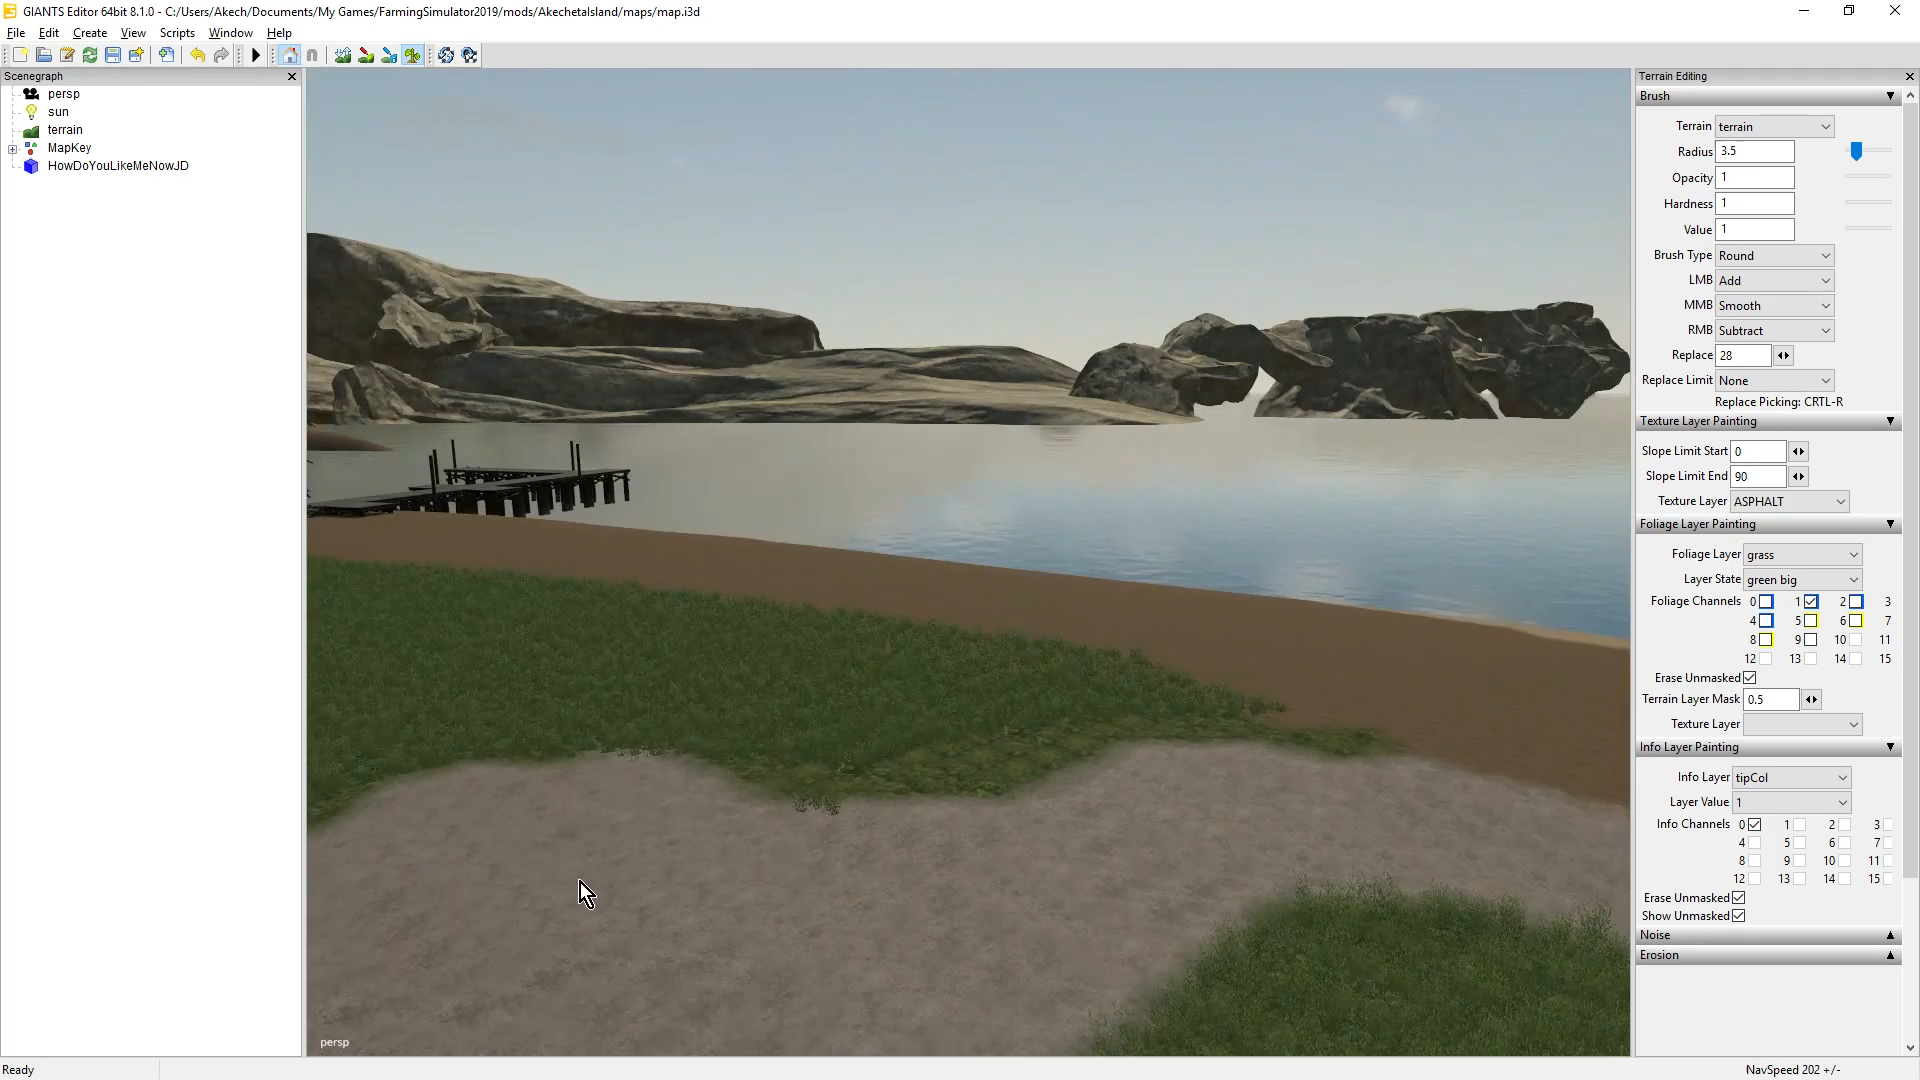 GIANTS Editor 64bit 8.1.0 - C:/Users/Akech/Documents/My Games/FarmingSimulator2019/mods/AkechetaIsland/maps/map.i3d
File Edit Create View Scripts Window Help
Scenegraph
persp
sun
terrain
MapKey
HowDoYouLikeMeNowJD
persp
Terrain Editing
Brush
Terrain terrain
Radius 3.5
Opacity 1
Hardness 1
Value 1
Brush Type Round
LMB Add
MMB Smooth
RMB Subtract
Replace 28
Replace Limit None
Replace Picking: CRTL-R
Texture Layer Painting
Slope Limit Start 0
Slope Limit End 90
Texture Layer ASPHALT
Foliage Layer Painting
Foliage Layer grass
Layer State green big
Foliage Channels 0 1 2 3
4 5 6 7
8 9 10 11
12 13 14 15
Erase Unmasked
Terrain Layer Mask 0.5
Texture Layer
Info Layer Painting
Info Layer tipCol
Layer Value 1
Info Channels 0 1 2 3
4 5 6 7
8 9 10 11
12 13 14 15
Erase Unmasked
Show Unmasked
Noise
Erosion
Ready
NavSpeed 202 +/-